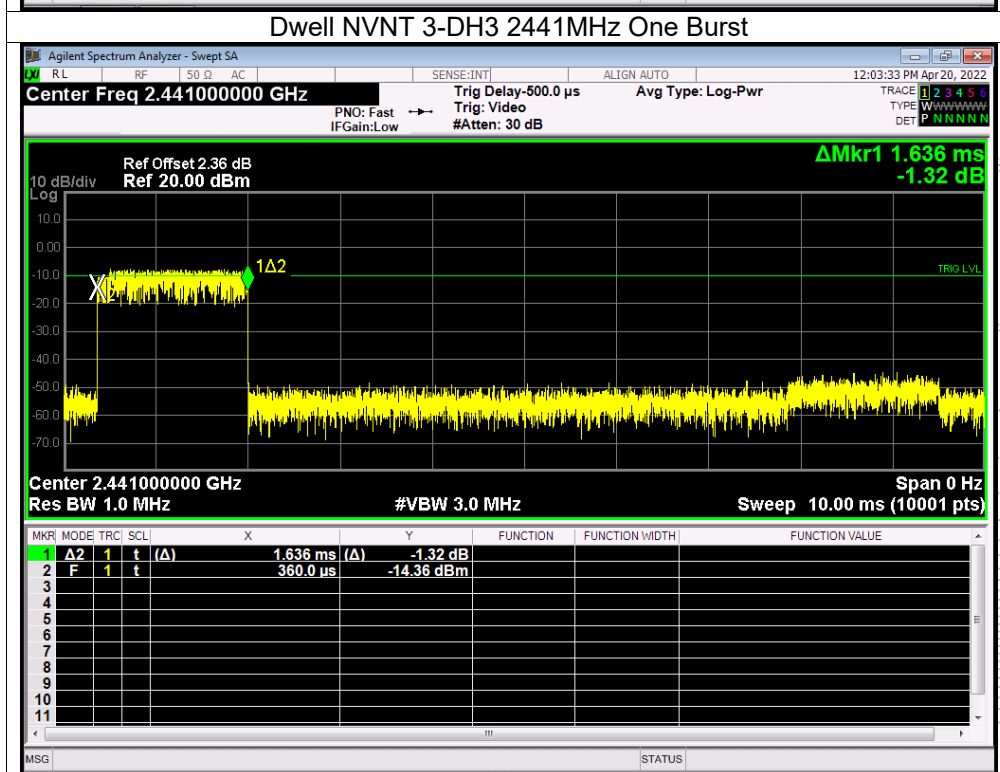 Dwell NVNT 3-DH3 2441MHz One Burst
Agilent Spectrum Analyzer - Swept SA
LXI RL RF 50 Ω AC SENSE:INT ALIGN AUTO 12:03:33 PM Apr 20, 2022
Center Freq 2.441000000 GHz Trig Delay-500.0 µs Avg Type: Log-Pwr TRACE 1 2 3 4 5 6
PNO: Fast Trig: Video TYPE WWWWWW
IFGain:Low #Atten: 30 dB DET P N N N N N
ΔMkr1 1.636 ms
-1.32 dB
Ref Offset 2.36 dB
10 dB/div Ref 20.00 dBm
Log
10.0
0.00
1Δ2
-10.0 TRIG LVL
X2
-20.0
-30.0
-40.0
-50.0
-60.0
-70.0
Center 2.441000000 GHz Span 0 Hz
Res BW 1.0 MHz #VBW 3.0 MHz Sweep 10.00 ms (10001 pts)
MKR MODE TRC SCL X Y FUNCTION FUNCTION WIDTH FUNCTION VALUE
1 Δ2 1 t (Δ) 1.636 ms (Δ) -1.32 dB
2 F 1 t 360.0 µs -14.36 dBm
3
4
5
6
7
8
9
10
11
MSG STATUS